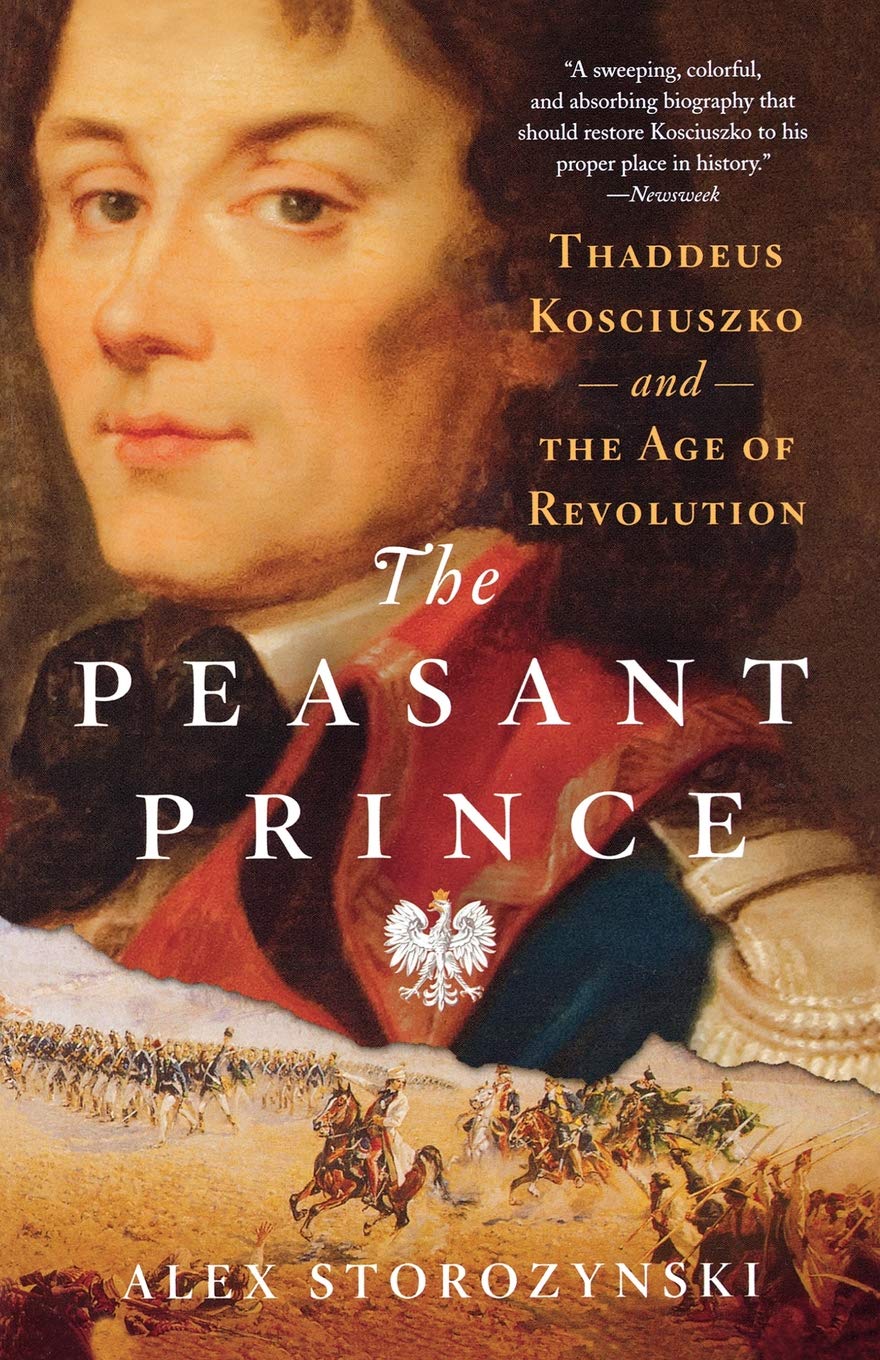 “A sweeping, colorful,
and absorbing biography that
should restore Kosciuszko to his
proper place in history.”
—Newsweek
Thaddeus
Kosciuszko
— and —
the Age of
Revolution
The
Peasant
Prince
Alex Storozynski